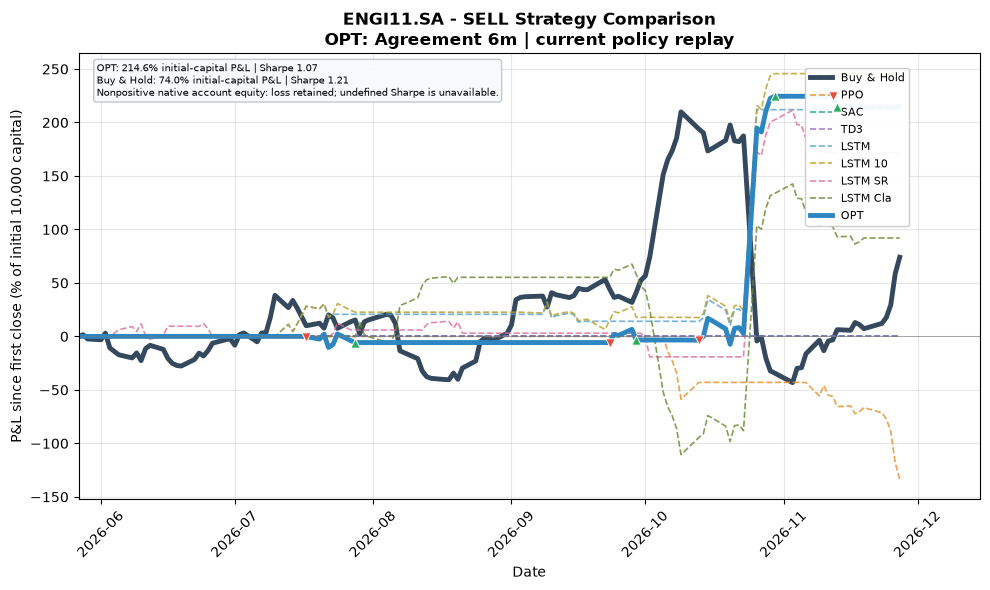 ENGI11.SA - SELL Strategy Comparison
OPT: Agreement 6m | current policy replay
OPT: 214.6% initial-capital P&L | Sharpe 1.07
Buy & Hold: 74.0% initial-capital P&L | Sharpe 1.21
Nonpositive native account equity: loss retained; undefined Sharpe is unavailable.
Buy & Hold
PPO
SAC
TD3
LSTM
LSTM 10
LSTM SR
LSTM Cla
OPT
P&L since first close (% of initial 10,000 capital)
250
200
150
100
50
0
−50
−100
−150
2026-06
2026-07
2026-08
2026-09
2026-10
2026-11
2026-12
Date